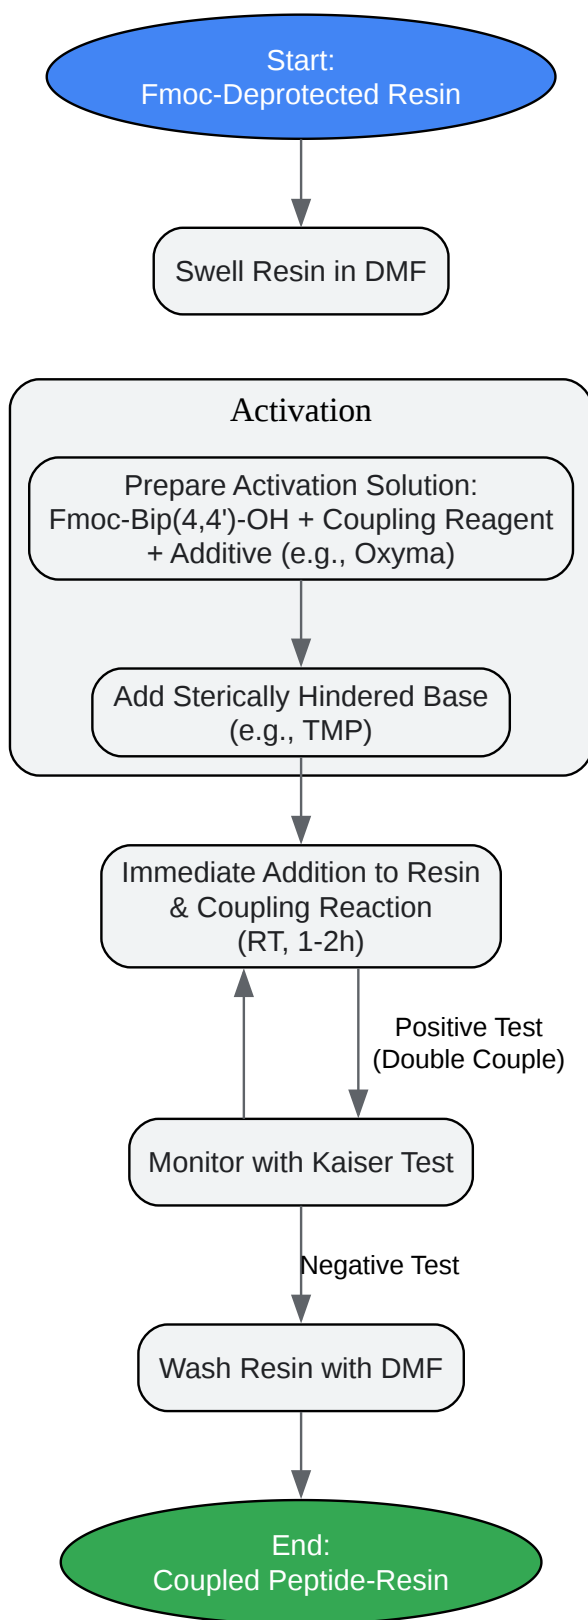 Start:
Fmoc-Deprotected Resin
Swell Resin in DMF
Activation
Prepare Activation Solution:
Fmoc-Bip(4,4')-OH + Coupling Reagent
+ Additive (e.g., Oxyma)
Add Sterically Hindered Base
(e.g., TMP)
Immediate Addition to Resin
& Coupling Reaction
(RT, 1-2h)
Positive Test
(Double Couple)
Monitor with Kaiser Test
Negative Test
Wash Resin with DMF
End:
Coupled Peptide-Resin